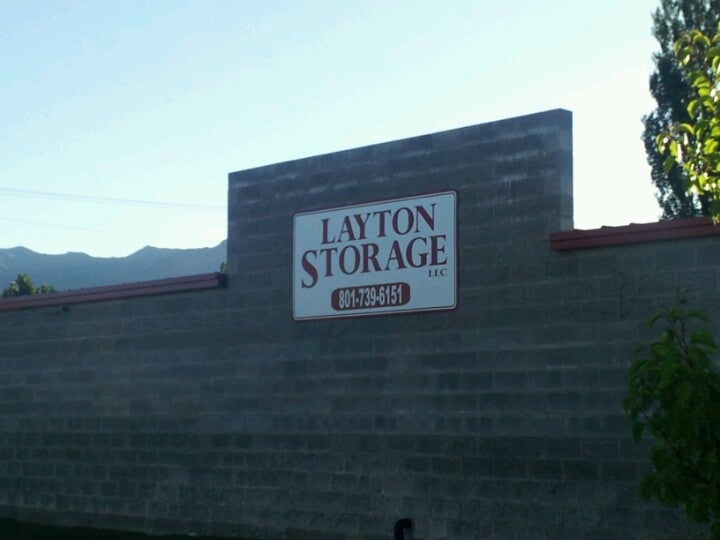 LAYTON
STORAGE
LLC
801-739-6151